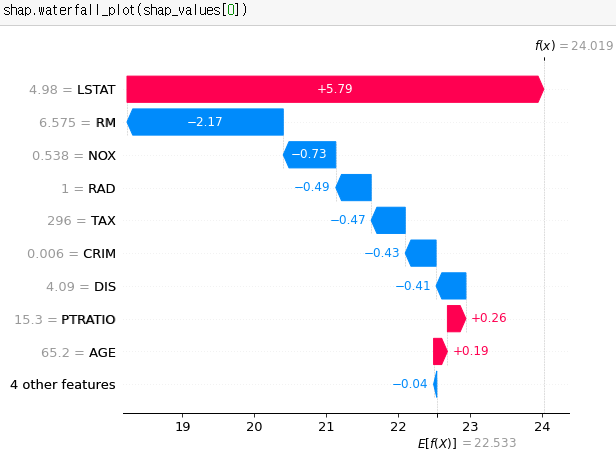 shap.waterfall_plot(shap_values[0])
f(x) = 24.019
4.98 = LSTAT +5.79
6.575 = RM −2.17
0.538 = NOX −0.73
1 = RAD −0.49
296 = TAX −0.47
0.006 = CRIM −0.43
4.09 = DIS −0.41
15.3 = PTRATIO +0.26
65.2 = AGE +0.19
4 other features −0.04
19 20 21 22 23 24
E[f(X)] = 22.533